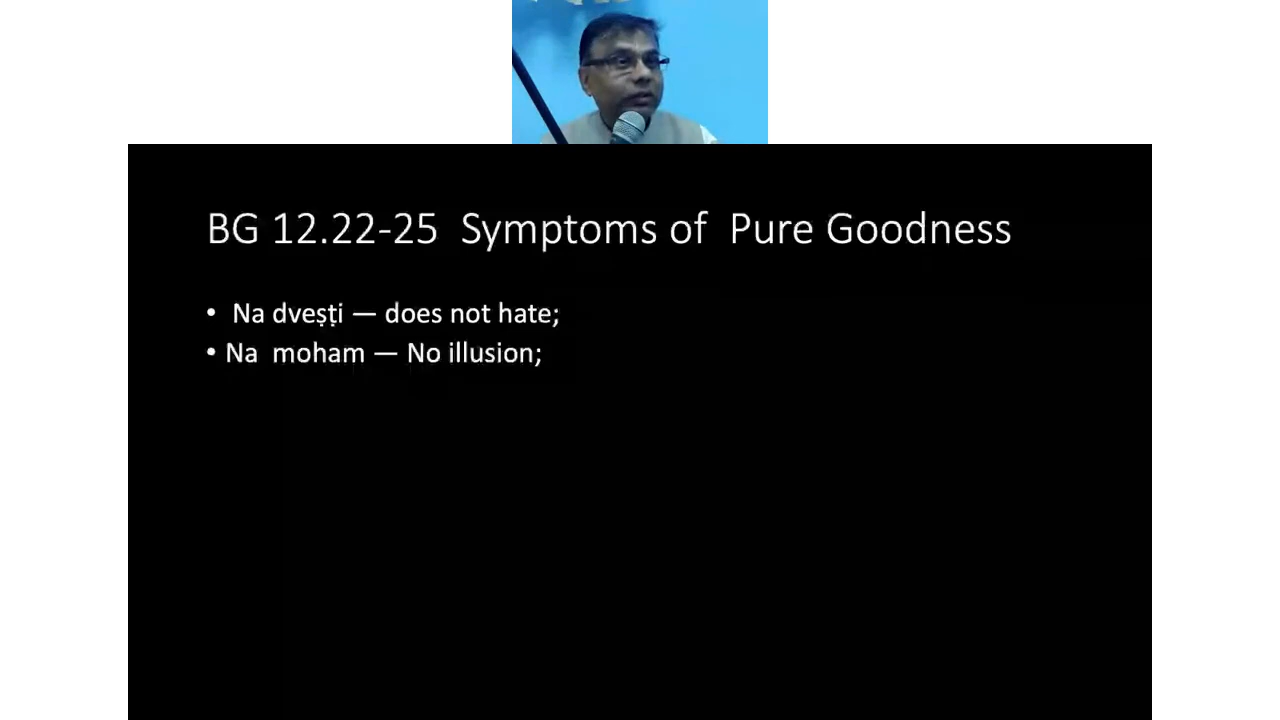 BG 12.22-25 Symptoms of Pure Goodness
• Na dveṣṭi — does not hate;
• Na moham — No illusion;